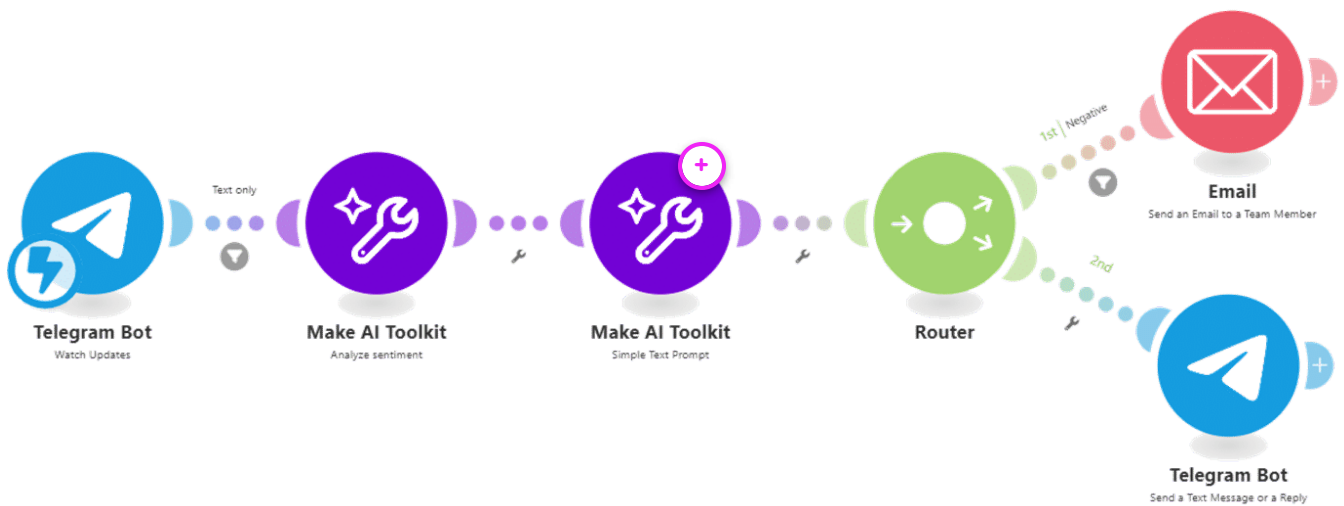 Text only
1st | Negative
2nd
Telegram Bot
Watch Updates
Make AI Toolkit
Analyze sentiment
Make AI Toolkit
Simple Text Prompt
Router
Email
Send an Email to a Team Member
Telegram Bot
Send a Text Message or a Reply